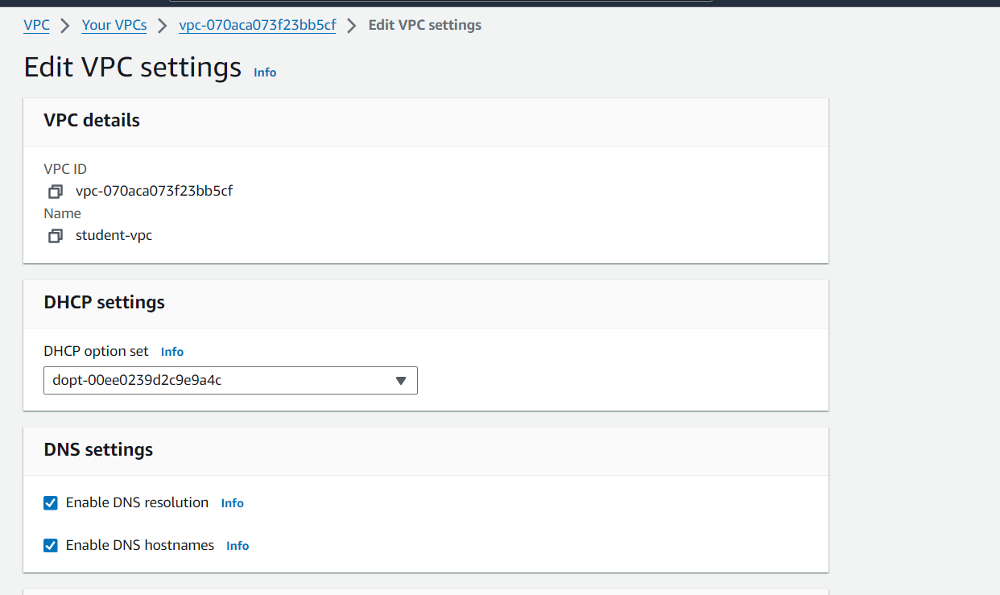 VPC > Your VPCs > vpc-070aca073f23bb5cf > Edit VPC settings
Edit VPC settings Info
VPC details
VPC ID
vpc-070aca073f23bb5cf
Name
student-vpc
DHCP settings
DHCP option set Info
dopt-00ee0239d2c9e9a4c
DNS settings
Enable DNS resolution Info
Enable DNS hostnames Info